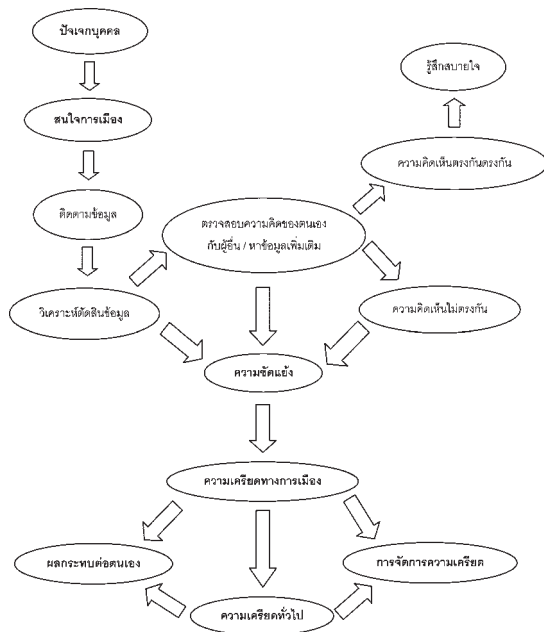 ปัจเจกบุคคล
รู้สึกสบายใจ
สนใจการเมือง
ความคิดเห็นตรงกันตรงกัน
ติดตามข้อมูล
ตรวจสอบความคิดของตนเอง
กับผู้อื่น / หาข้อมูลเพิ่มเติม
วิเคราะห์ตัดสินข้อมูล
ความคิดเห็นไม่ตรงกัน
ความขัดแย้ง
ความเครียดทางการเมือง
ผลกระทบต่อตนเอง
การจัดการความเครียด
ความเครียดทั่วไป